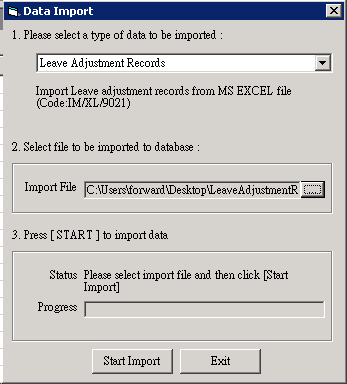 Data Import
1. Please select a type of data to be imported :
Leave Adjustment Records
Import Leave adjustment records from MS EXCEL file
(Code:IM/XL/9021)
2. Select file to be imported to database :
Import File C:\Users\forward\Desktop\LeaveAdjustmentR .....
3. Press [ START ] to import data
Status Please select import file and then click [Start
Import]
Progress
Start Import Exit